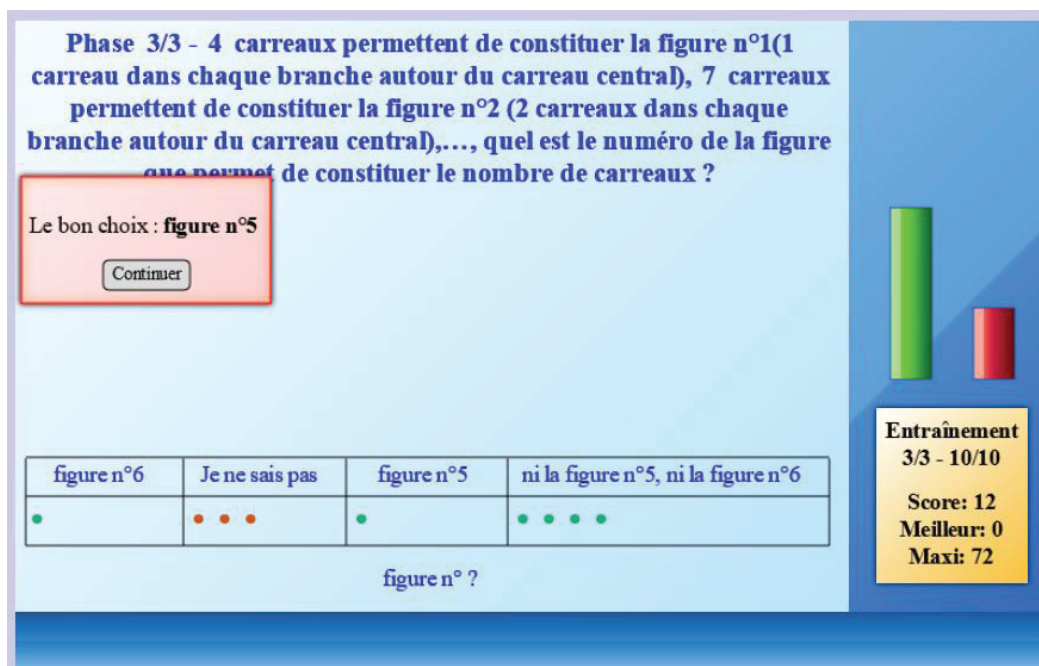 Phase 3/3 - 4 carreaux permettent de constituer la figure n°1(1
carreau dans chaque branche autour du carreau central), 7 carreaux
permettent de constituer la figure n°2 (2 carreaux dans chaque
branche autour du carreau central),..., quel est le numéro de la figure
que permet de constituer le nombre de carreaux ?
Le bon choix : figure n°5
Continuer
figure n°6
Je ne sais pas
figure n°5
ni la figure n°5, ni la figure n°6
figure n° ?
Entraînement
3/3 - 10/10
Score: 12
Meilleur: 0
Maxi: 72